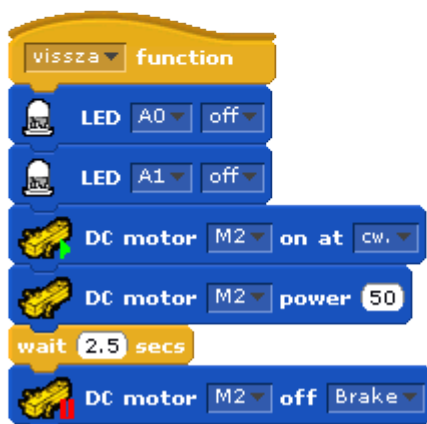 vissza function
LED A0 off
LED A1 off
DC motor M2 on at cw.
DC motor M2 power 50
wait 2.5 secs
DC motor M2 off Brake